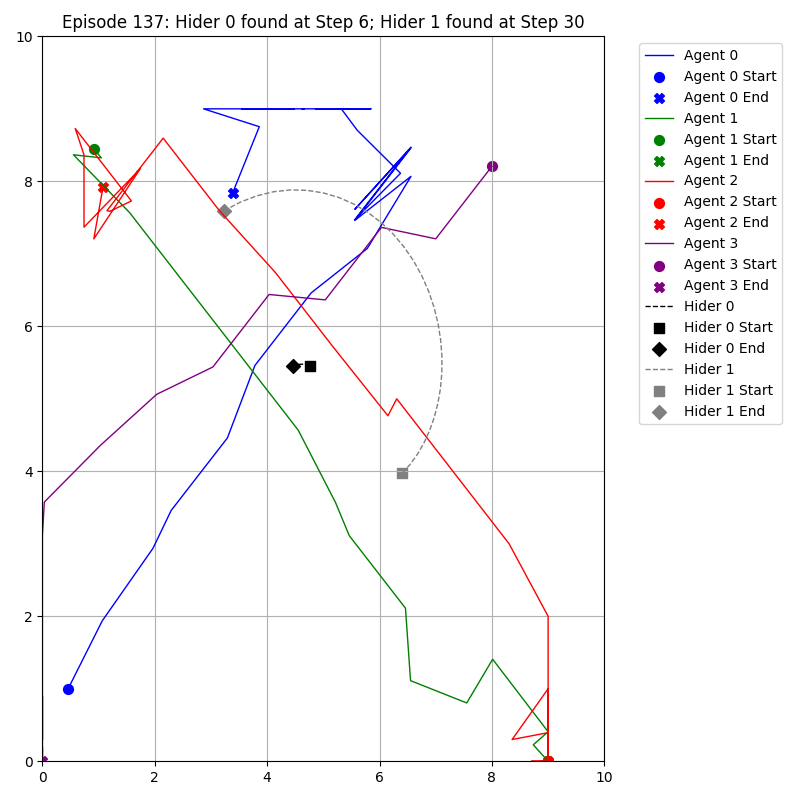 Episode 137: Hider 0 found at Step 6; Hider 1 found at Step 30
10
8
6
4
2
0
0
2
4
6
8
10
Agent 0
Agent 0 Start
Agent 0 End
Agent 1
Agent 1 Start
Agent 1 End
Agent 2
Agent 2 Start
Agent 2 End
Agent 3
Agent 3 Start
Agent 3 End
Hider 0
Hider 0 Start
Hider 0 End
Hider 1
Hider 1 Start
Hider 1 End